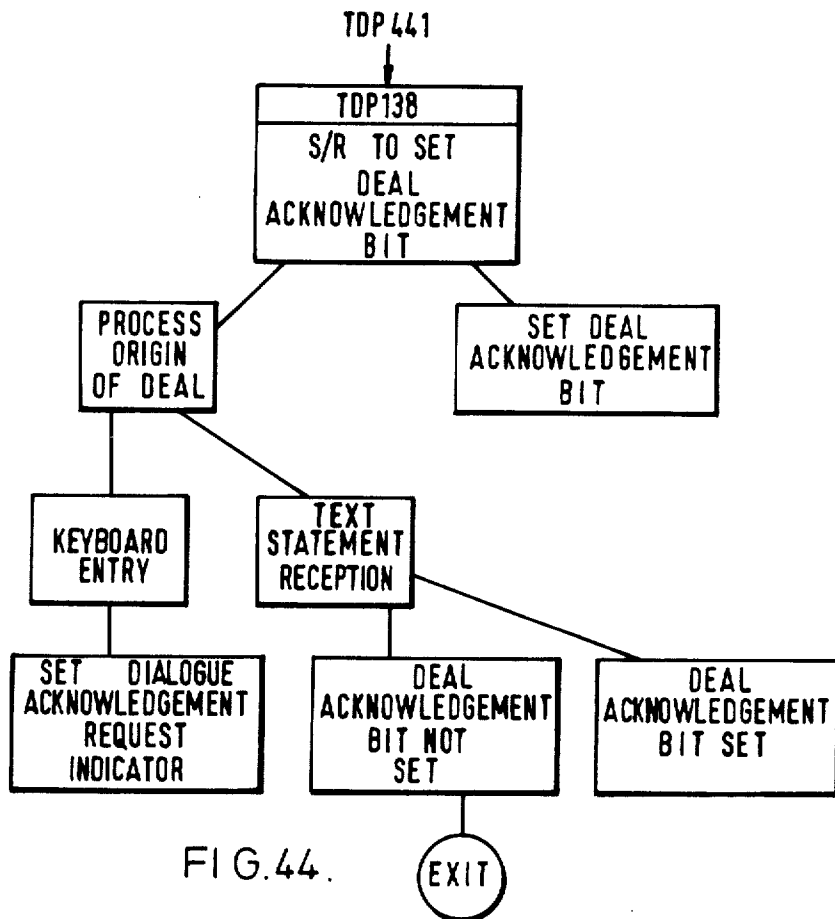 TDP 441
TDP138
S/R TO SET
DEAL
ACKNOWLEDGEMENT
BIT
PROCESS
ORIGIN
OF DEAL
SET DEAL
ACKNOWLEDGEMENT
BIT
KEYBOARD
ENTRY
TEXT
STATEMENT
RECEPTION
SET DIALOGUE
ACKNOWLEDGEMENT
REQUEST
INDICATOR
DEAL
ACKNOWLEDGEMENT
BIT NOT
SET
DEAL
ACKNOWLEDGEMENT
BIT SET
EXIT
FIG.44.